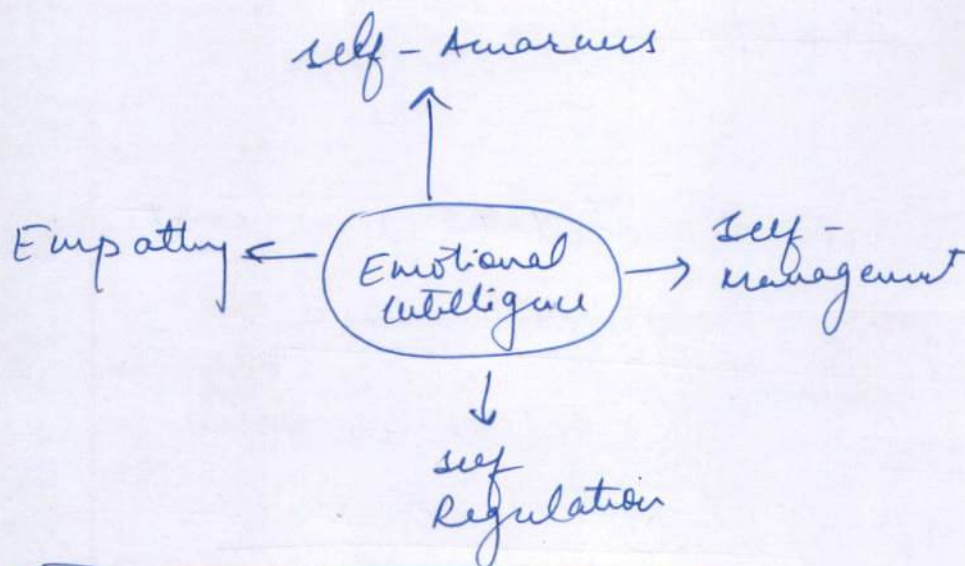 self - Awareness
Empathy
Emotional
Intelligence
self -
management
self
Regulation